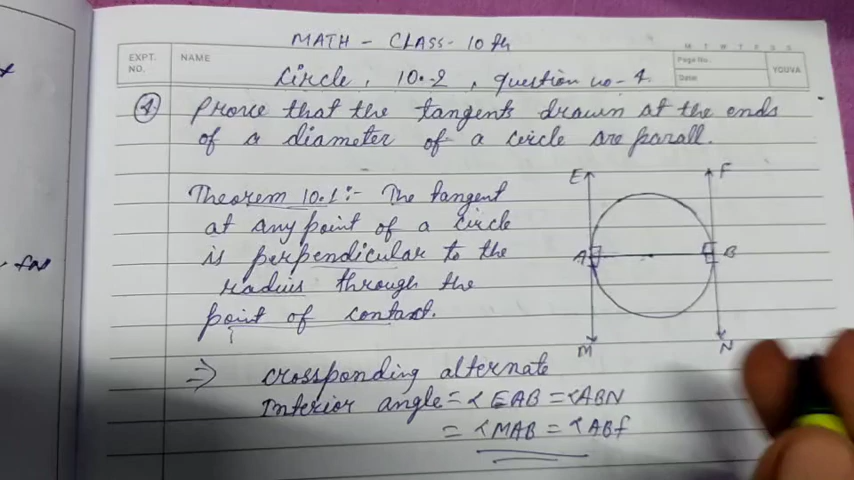 MATH - CLASS- 10th
M T W T F S S
EXPT. NO.
NAME
Page No.
Date
YOUVA
Circle, 10.2, question no-4.
④ Prove that the tangents drawn at the ends
of a diameter of a circle are parall.
Theorem 10.1:- The tangent
at any point of a circle
is perpendicular to the
radius through the
point of contact.
E F
A B
M N
⇒ crossponding alternate
Interior angle = ∠EAB = ∠ABN
= ∠MAB = ∠ABf